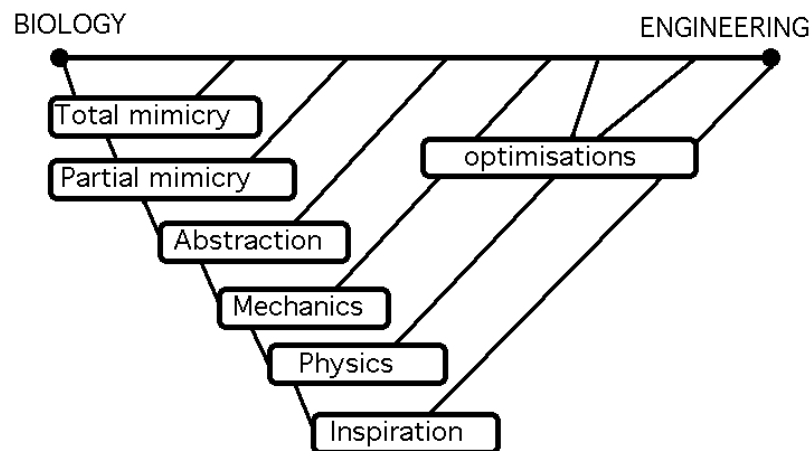 BIOLOGY
ENGINEERING
Total mimicry
optimisations
Partial mimicry
Abstraction
Mechanics
Physics
Inspiration